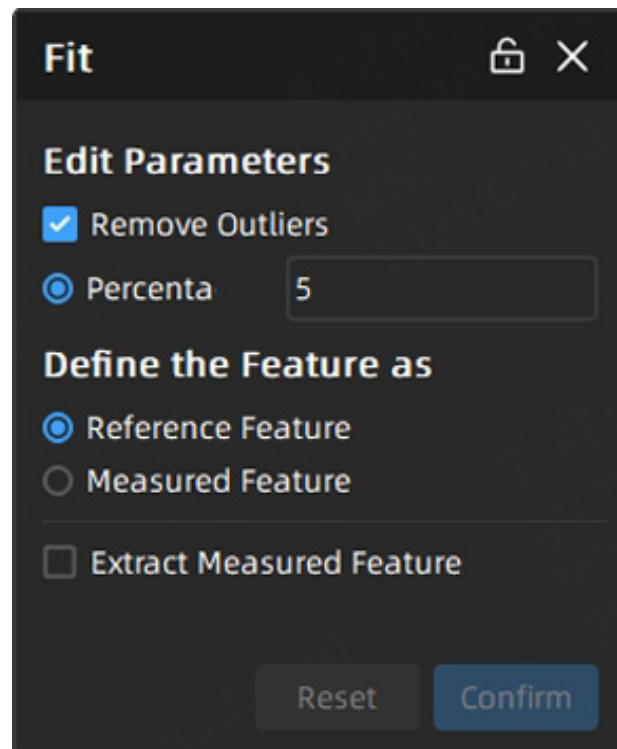 Fit
Edit Parameters
Remove Outliers
Percenta 5
Define the Feature as
Reference Feature
Measured Feature
Extract Measured Feature
Reset Confirm